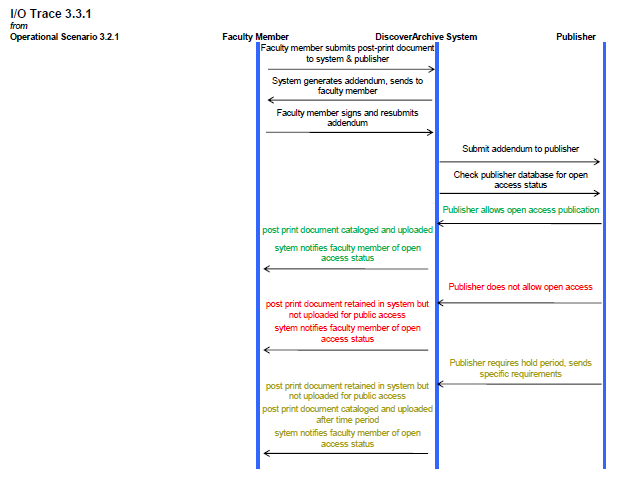 I/O Trace 3.3.1
from
Operational Scenario 3.2.1
Faculty Member
DiscoverArchive System
Publisher
Faculty member submits post-print document
to system & publisher
System generates addendum, sends to
faculty member
Faculty member signs and resubmits
addendum
Submit addendum to publisher
Check publisher database for open
access status
Publisher allows open access publication
post print document cataloged and uploaded
sytem notifies faculty member of open
access status
Publisher does not allow open access
post print document retained in system but
not uploaded for public access
sytem notifies faculty member of open
access status
Publisher requires hold period, sends
specific requirements
post print document retained in system but
not uploaded for public access
post print document cataloged and uploaded
after time period
sytem notifies faculty member of open
access status